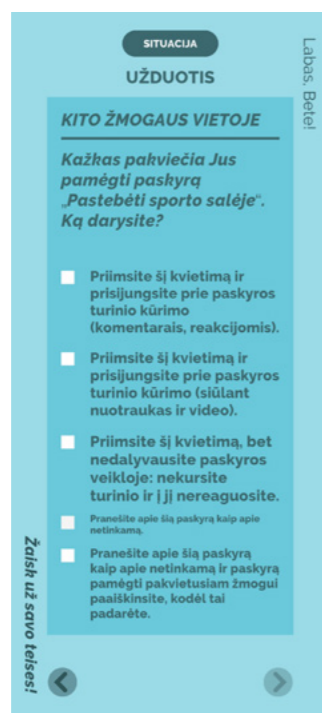 SITUACIJA
UŽDUOTIS
Labas, Bete!
KITO ŽMOGAUS VIETOJE
Kažkas pakviečia Jus
pamėgti paskyrą
„Pastebėti sporto salėje“.
Ką darysite?
Priimsite šį kvietimą ir
prisijungsite prie paskyros
turinio kūrimo
(komentarais, reakcijomis).
Priimsite šį kvietimą ir
prisijungsite prie paskyros
turinio kūrimo (siūlant
nuotraukas ir video).
Priimsite šį kvietimą, bet
nedalyvausite paskyros
veikloje: nekursite
turinio ir į jį nereaguosite.
Pranešite apie šią paskyrą kaip apie
netinkamą.
Pranešite apie šią paskyrą
kaip apie netinkamą ir paskyrą
pamėgti pakvietusiam žmogui
paaiškinsite, kodėl tai
padarėte.
Žaisk už savo teises!